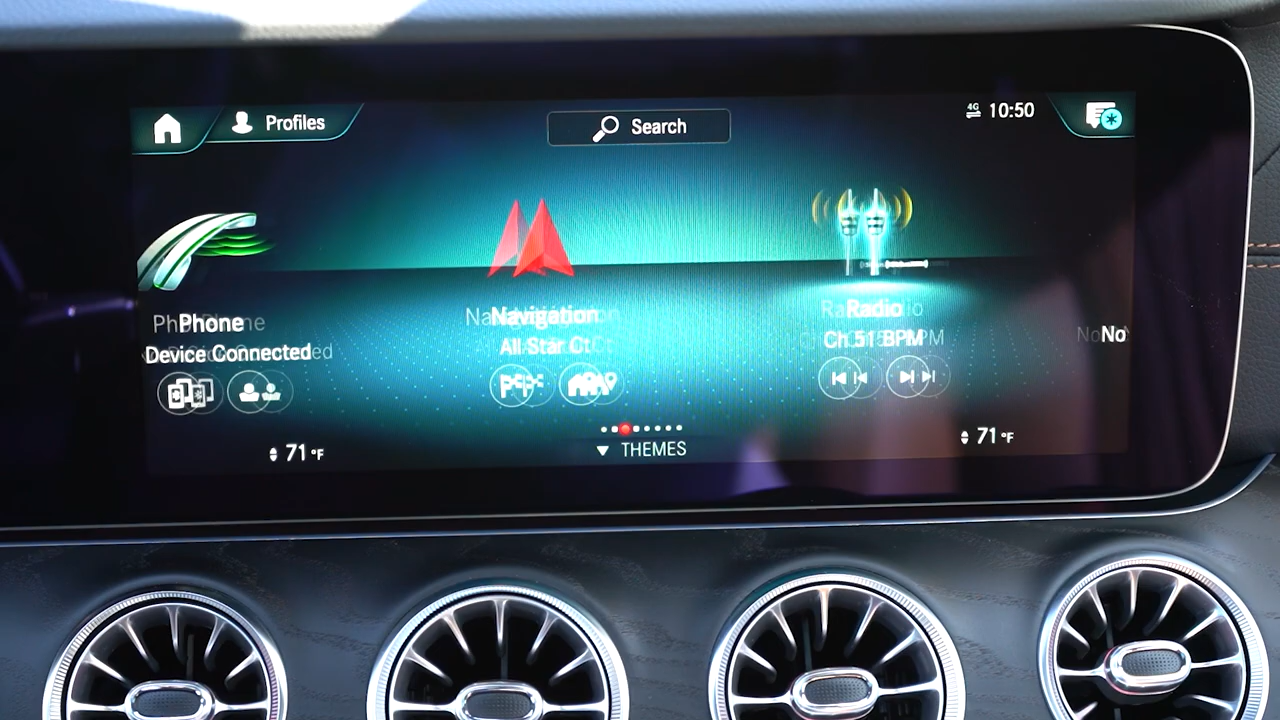 Profiles
Search
4G 10:50
Phone
Device Connected
Navigation
All Star Ct
Radio
Ch 51 BPM
No
71 °F
71 °F
THEMES